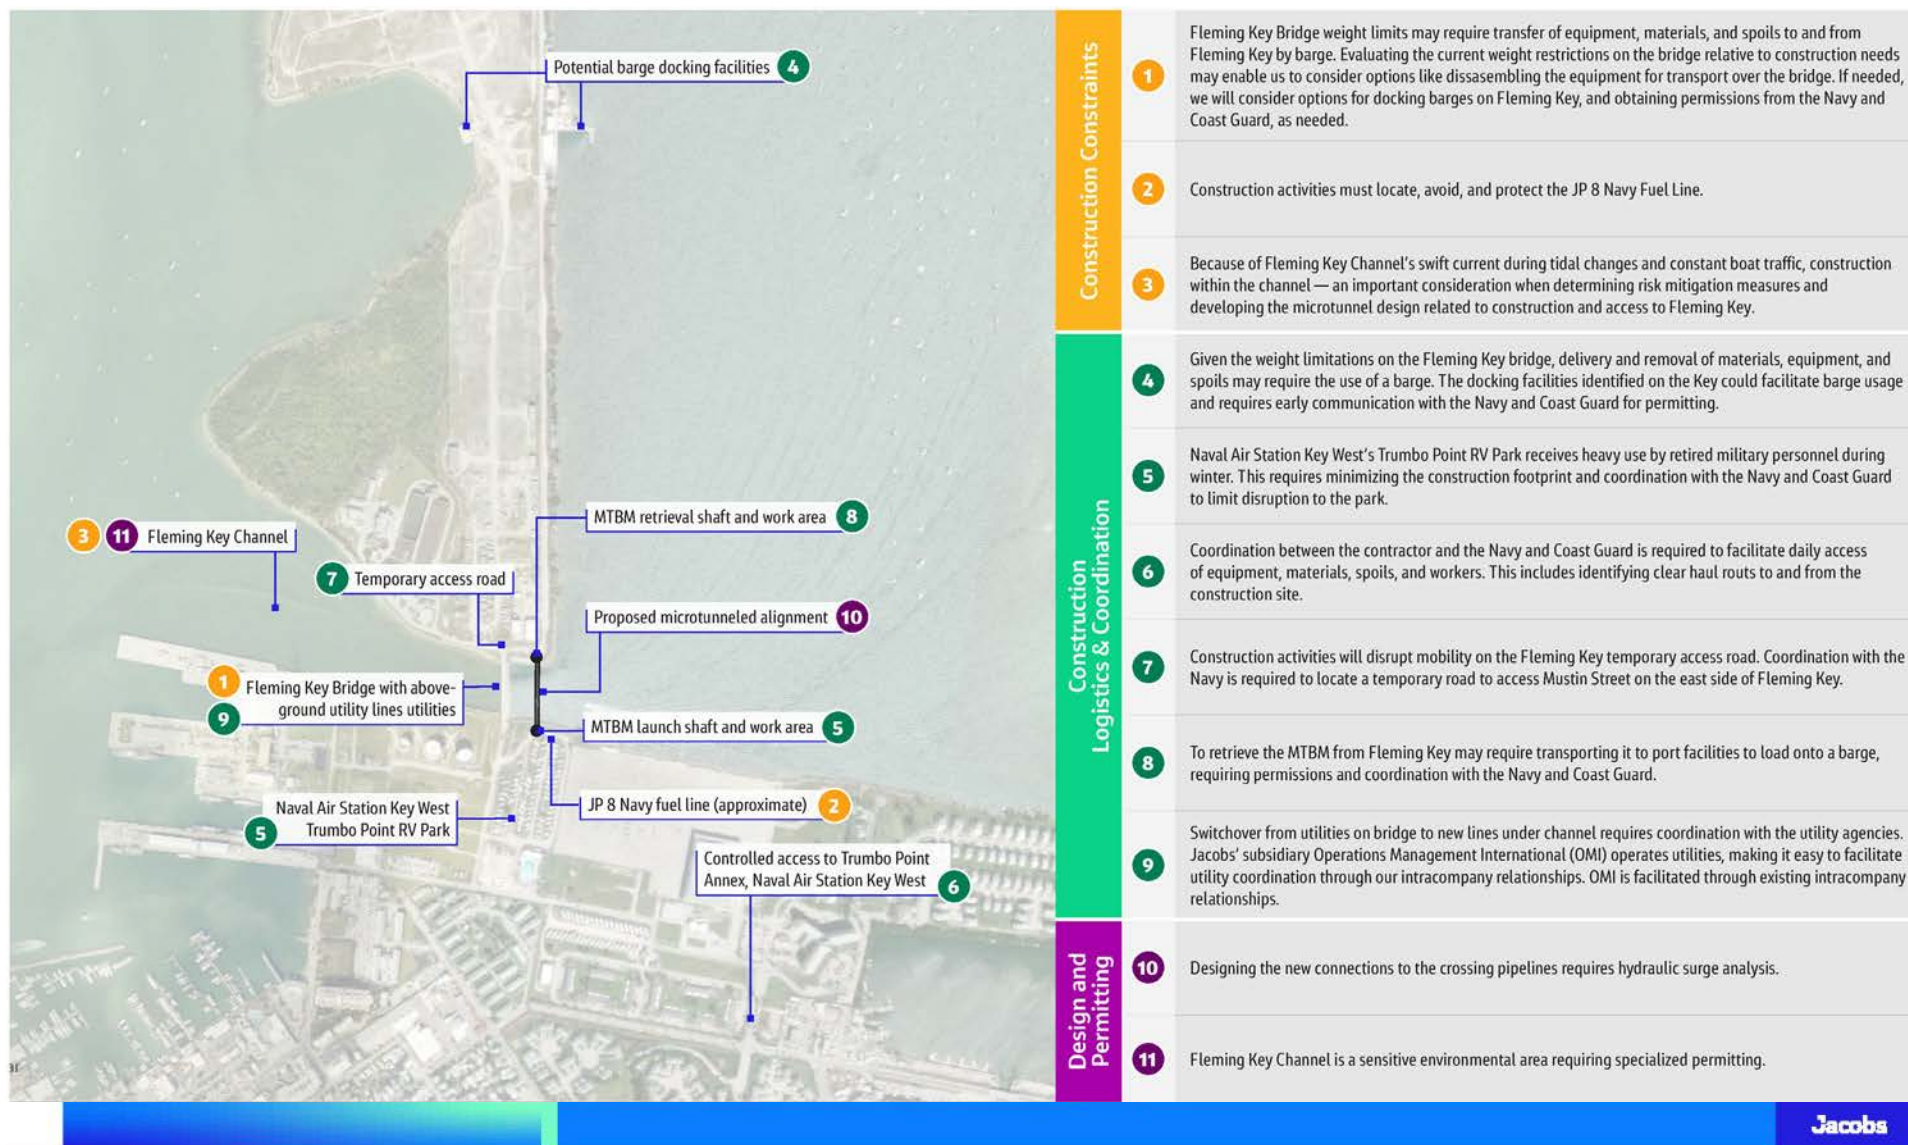 Potential barge docking facilities 4
MTBM retrieval shaft and work area 8
3 11 Fleming Key Channel
7 Temporary access road
Proposed microtunneled alignment 10
1
9
Fleming Key Bridge with above-
ground utility lines utilities
MTBM launch shaft and work area 5
JP 8 Navy fuel line (approximate) 2
Naval Air Station Key West
5 Trumbo Point RV Park
Controlled access to Trumbo Point
Annex, Naval Air Station Key West 6
Construction Constraints
1
Fleming Key Bridge weight limits may require transfer of equipment, materials, and spoils to and from
Fleming Key by barge. Evaluating the current weight restrictions on the bridge relative to construction needs
may enable us to consider options like dissasembling the equipment for transport over the bridge. If needed,
we will consider options for docking barges on Fleming Key, and obtaining permissions from the Navy and
Coast Guard, as needed.
2
Construction activities must locate, avoid, and protect the JP 8 Navy Fuel Line.
3
Because of Fleming Key Channel's swift current during tidal changes and constant boat traffic, construction
within the channel — an important consideration when determining risk mitigation measures and
developing the microtunnel design related to construction and access to Fleming Key.
Construction
Logistics & Coordination
4
Given the weight limitations on the Fleming Key bridge, delivery and removal of materials, equipment, and
spoils may require the use of a barge. The docking facilities identified on the Key could facilitate barge usage
and requires early communication with the Navy and Coast Guard for permitting.
5
Naval Air Station Key West's Trumbo Point RV Park receives heavy use by retired military personnel during
winter. This requires minimizing the construction footprint and coordination with the Navy and Coast Guard
to limit disruption to the park.
6
Coordination between the contractor and the Navy and Coast Guard is required to facilitate daily access
of equipment, materials, spoils, and workers. This includes identifying clear haul routs to and from the
construction site.
7
Construction activities will disrupt mobility on the Fleming Key temporary access road. Coordination with the
Navy is required to locate a temporary road to access Mustin Street on the east side of Fleming Key.
8
To retrieve the MTBM from Fleming Key may require transporting it to port facilities to load onto a barge,
requiring permissions and coordination with the Navy and Coast Guard.
9
Switchover from utilities on bridge to new lines under channel requires coordination with the utility agencies.
Jacobs' subsidiary Operations Management International (OMI) operates utilities, making it easy to facilitate
utility coordination through our intracompany relationships. OMI is facilitated through existing intracompany
relationships.
Design and
Permitting
10
Designing the new connections to the crossing pipelines requires hydraulic surge analysis.
11
Fleming Key Channel is a sensitive environmental area requiring specialized permitting.
Jacobs